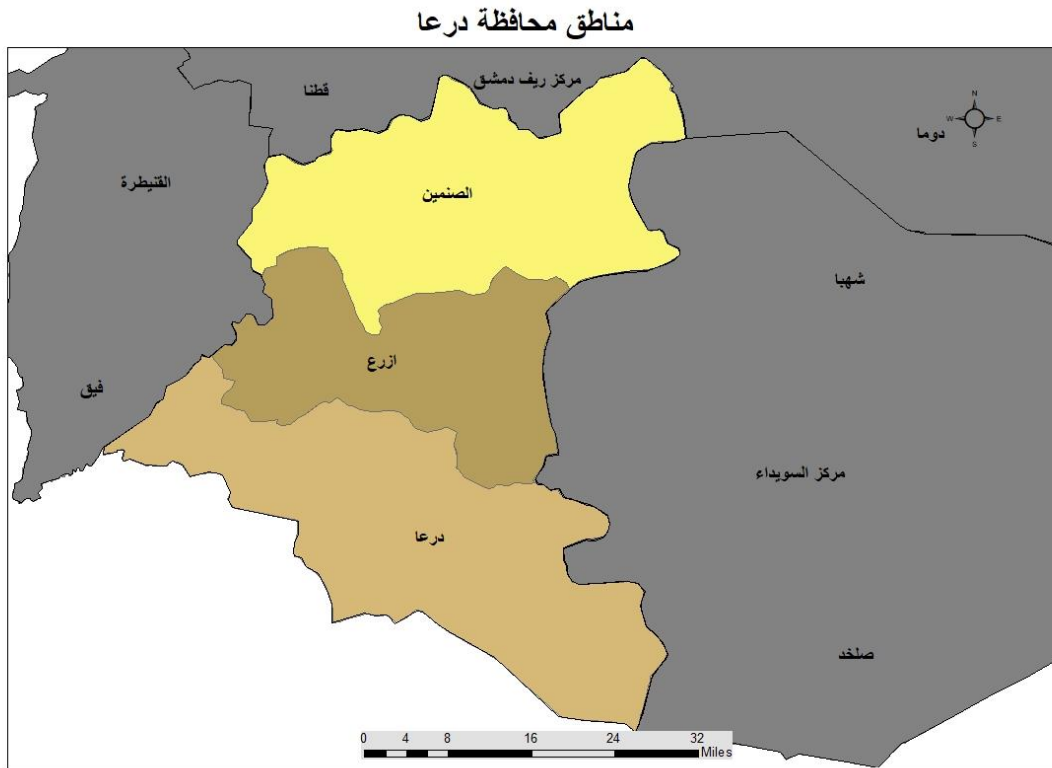 مناطق محافظة درعا
مركز ريف دمشق
قطنا
دوما
N
W E
S
القنيطرة
الصنمين
شهبا
ازرع
فيق
مركز السويداء
درعا
صلخد
0 4 8 16 24 32
Miles